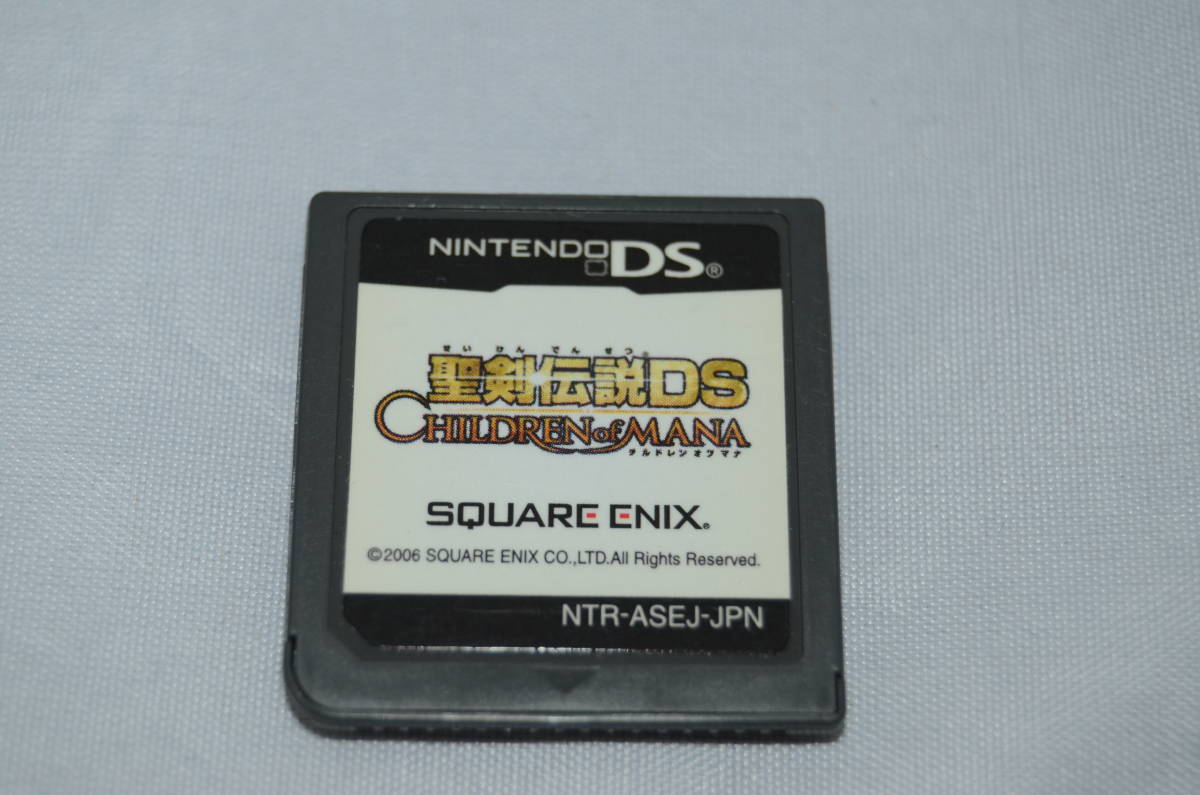 NINTENDO DS®
せいけんでんせつ®
聖剣伝説DS
CHILDREN of MANA
チルドレンオブマナ
SQUARE ENIX®
©2006 SQUARE ENIX CO.,LTD.All Rights Reserved.
NTR-ASEJ-JPN